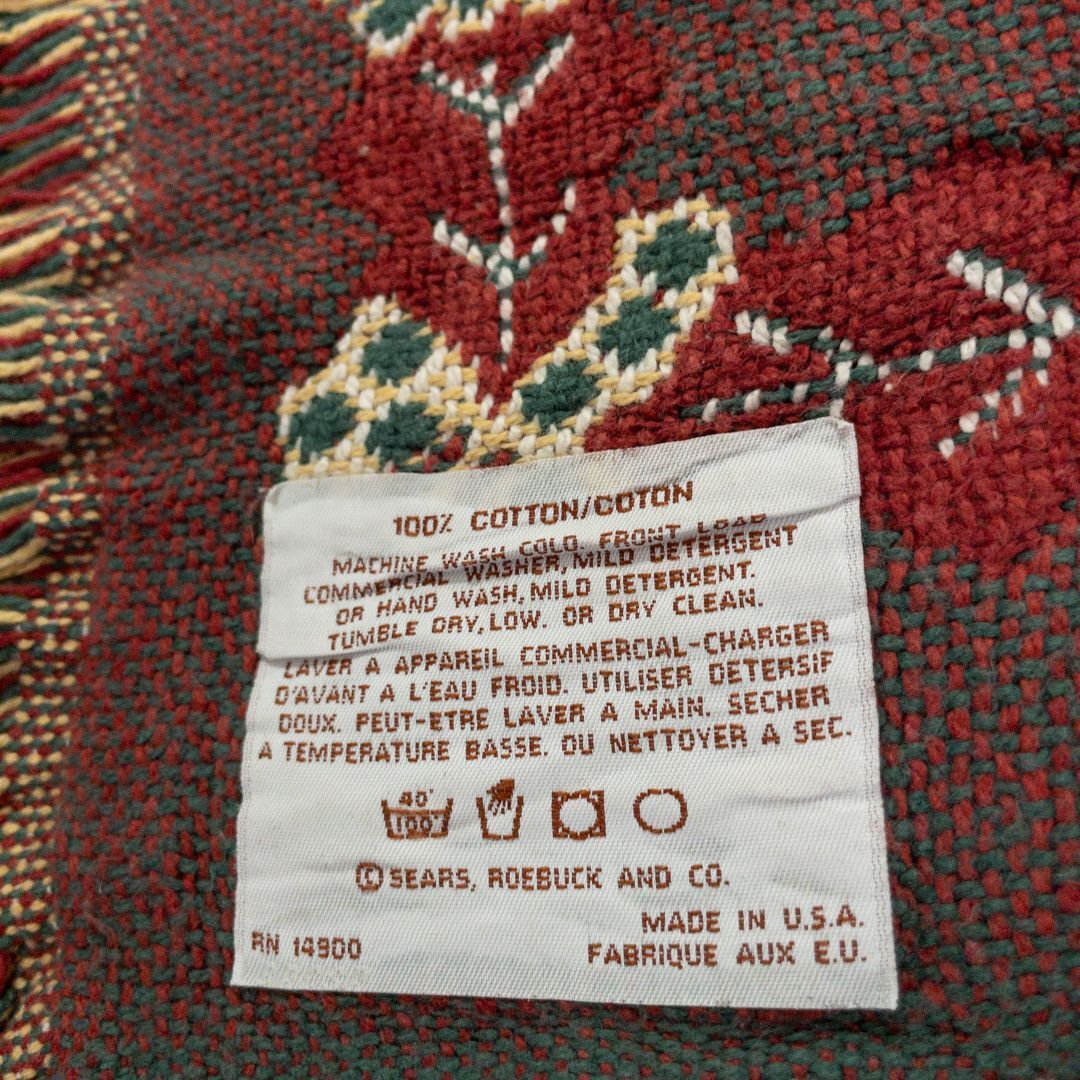 100% COTTON/COTON
MACHINE WASH COLD, FRONT LOAD
COMMERCIAL WASHER, MILD DETERGENT
OR HAND WASH, MILD DETERGENT.
TUMBLE DRY, LOW. OR DRY CLEAN.
LAVER A APPAREIL COMMERCIAL-CHARGER
D'AVANT A L'EAU FROID. UTILISER DETERSIF
DOUX. PEUT-ETRE LAVER A MAIN. SECHER
A TEMPERATURE BASSE. OU NETTOYER A SEC.
40°
100°
©SEARS, ROEBUCK AND CO.
MADE IN U.S.A.
RN 14900 FABRIQUE AUX E.U.